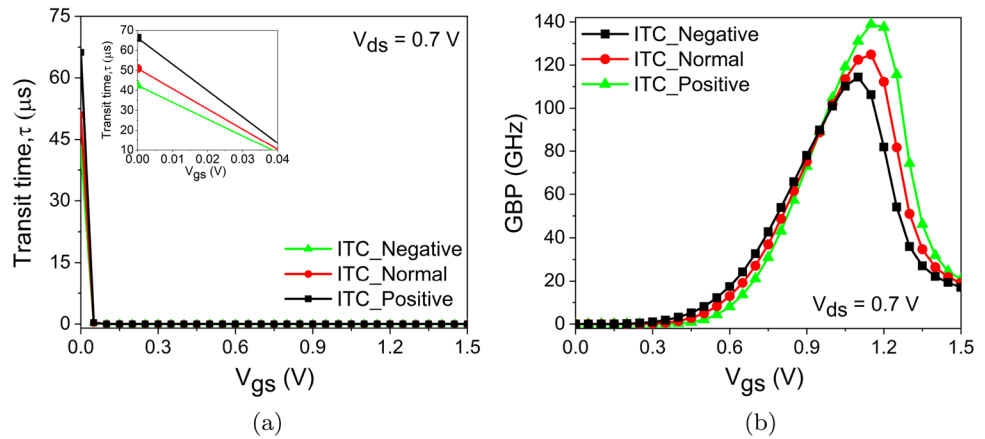 75
60
45
30
15
0
Transit time,τ (μs)
0.0 0.3 0.6 0.9 1.2 1.5
Vgs (V)
Vds = 0.7 V
70
60
50
40
30
20
10
Transit time,τ (μs)
0.00 0.01 0.02 0.03 0.04
Vgs (V)
ITC_Negative
ITC_Normal
ITC_Positive
(a)
140
120
100
80
60
40
20
0
GBP (GHz)
0.0 0.3 0.6 0.9 1.2 1.5
Vgs (V)
ITC_Negative
ITC_Normal
ITC_Positive
Vds = 0.7 V
(b)